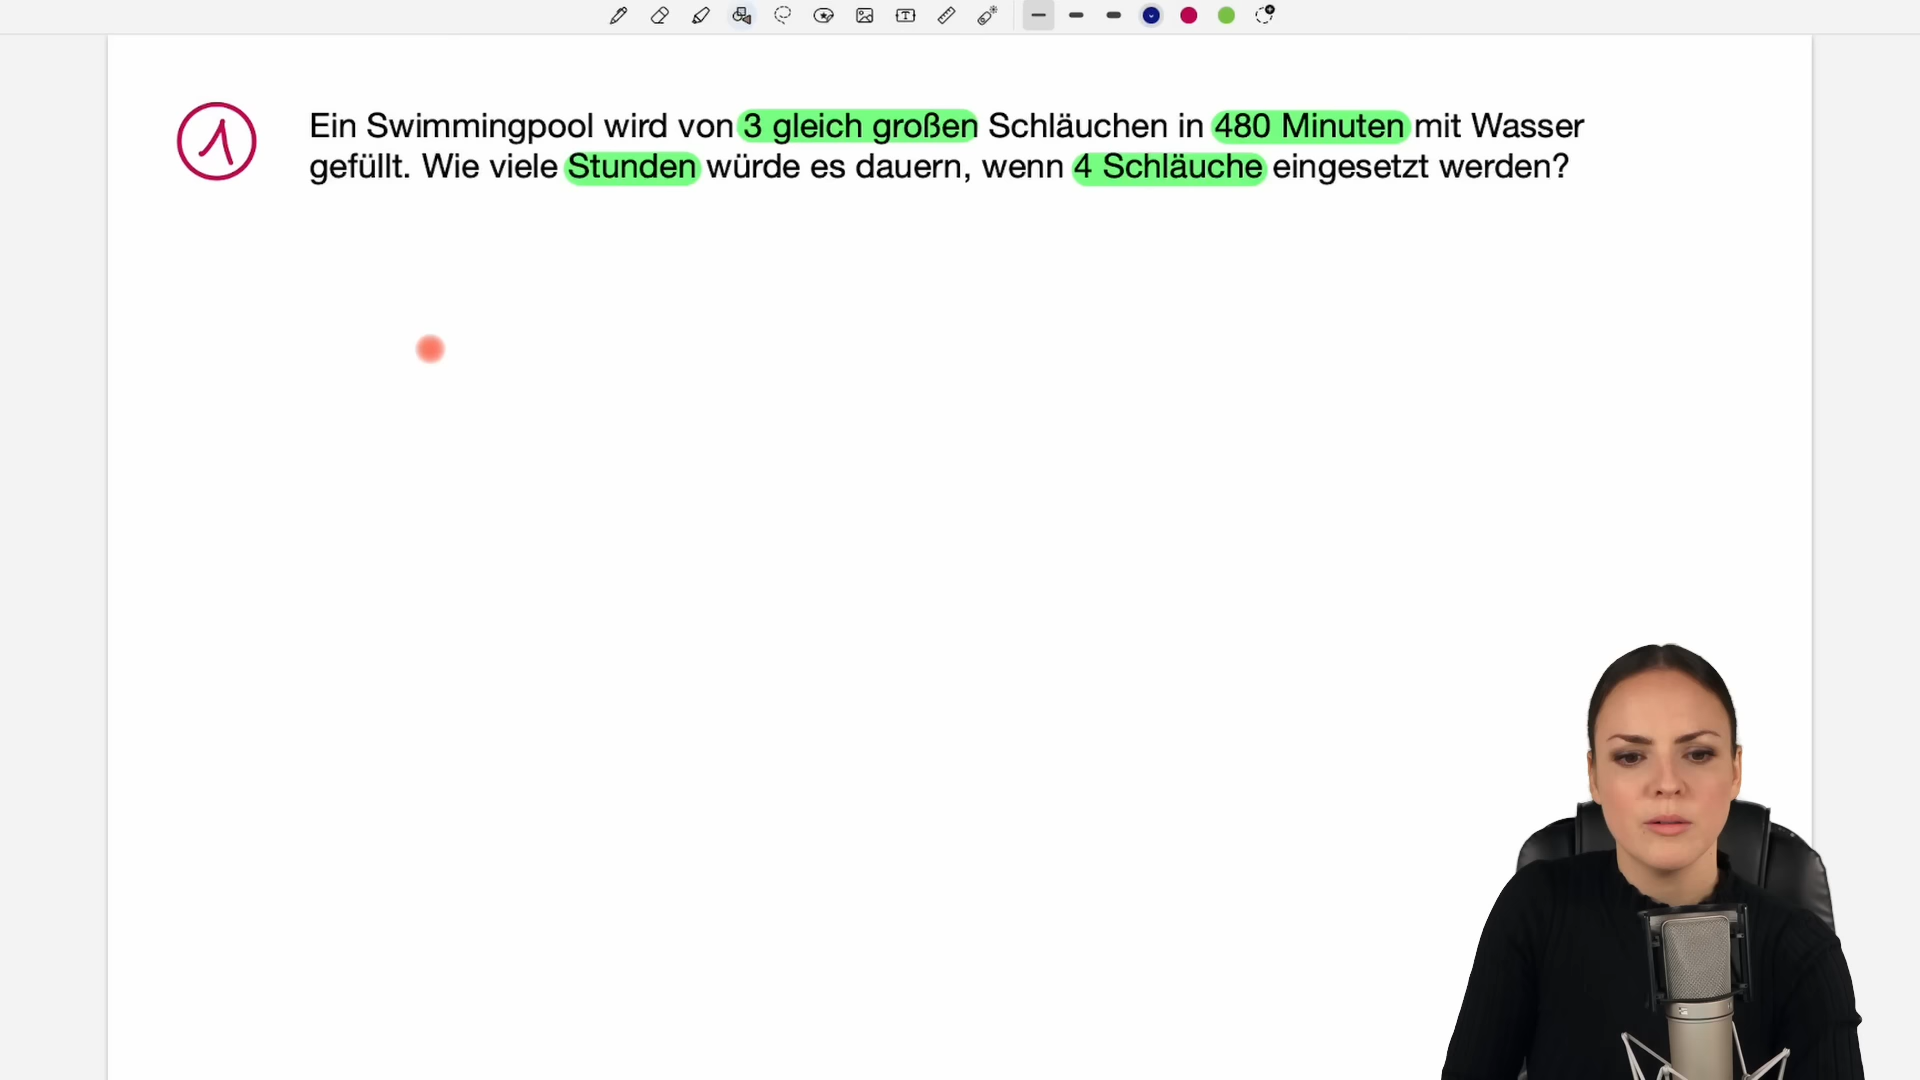 1
Ein Swimmingpool wird von 3 gleich großen Schläuchen in 480 Minuten mit Wasser
gefüllt. Wie viele Stunden würde es dauern, wenn 4 Schläuche eingesetzt werden?